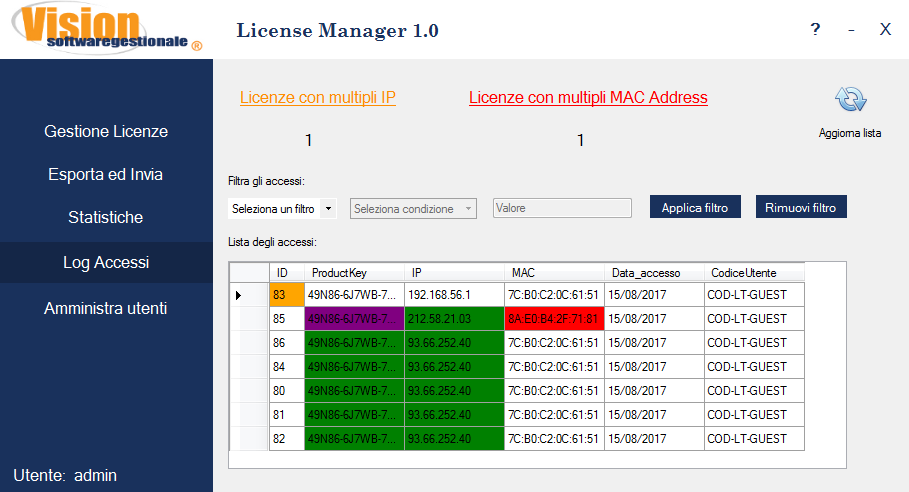 Vision
softwaregestionale ®
License Manager 1.0
? - X
Gestione Licenze
Esporta ed Invia
Statistiche
Log Accessi
Amministra utenti
Utente: admin
Licenze con multipli IP
1
Licenze con multipli MAC Address
1
Aggiorna lista
Filtra gli accessi:
Seleziona un filtro Seleziona condizione Valore Applica filtro Rimuovi filtro
Lista degli accessi:
ID ProductKey IP MAC Data_accesso CodiceUtente
83 49N86-6J7WB-7... 192.168.56.1 7C:B0:C2:0C:61:51 15/08/2017 COD-LT-GUEST
85 49N86-6J7WB-7... 212.58.21.03 8A:E0:B4:2F:71:81 15/08/2017 COD-LT-GUEST
86 49N86-6J7WB-7... 93.66.252.40 7C:B0:C2:0C:61:51 15/08/2017 COD-LT-GUEST
84 49N86-6J7WB-7... 93.66.252.40 7C:B0:C2:0C:61:51 15/08/2017 COD-LT-GUEST
80 49N86-6J7WB-7... 93.66.252.40 7C:B0:C2:0C:61:51 15/08/2017 COD-LT-GUEST
81 49N86-6J7WB-7... 93.66.252.40 7C:B0:C2:0C:61:51 15/08/2017 COD-LT-GUEST
82 49N86-6J7WB-7... 93.66.252.40 7C:B0:C2:0C:61:51 15/08/2017 COD-LT-GUEST